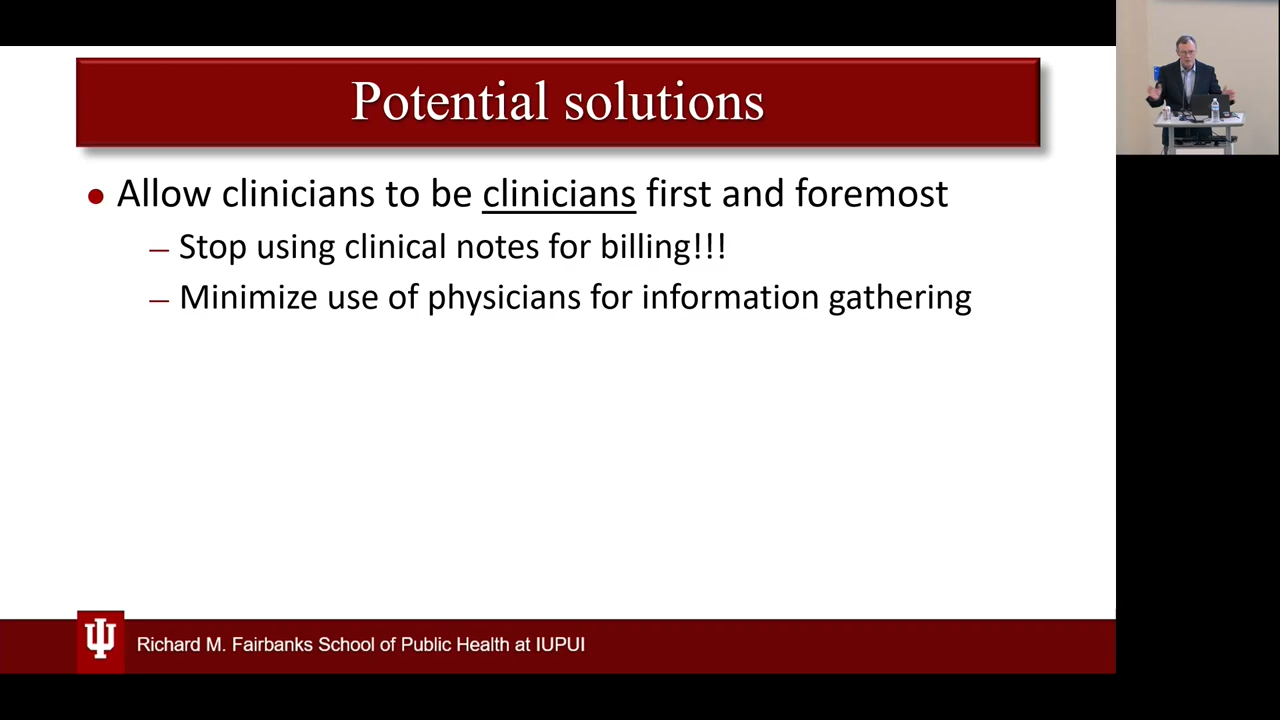 Potential solutions
• Allow clinicians to be clinicians first and foremost
– Stop using clinical notes for billing!!!
– Minimize use of physicians for information gathering
Richard M. Fairbanks School of Public Health at IUPUI